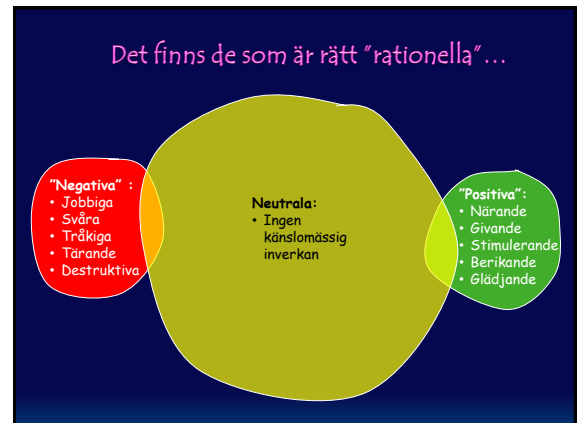 Det finns de som är rätt "rationella"...
"Negativa" :
• Jobbiga
• Svåra
• Tråkiga
• Tärande
• Destruktiva
Neutrala:
• Ingen
känslomässig
inverkan
"Positiva":
• Närande
• Givande
• Stimulerande
• Berikande
• Glädjande